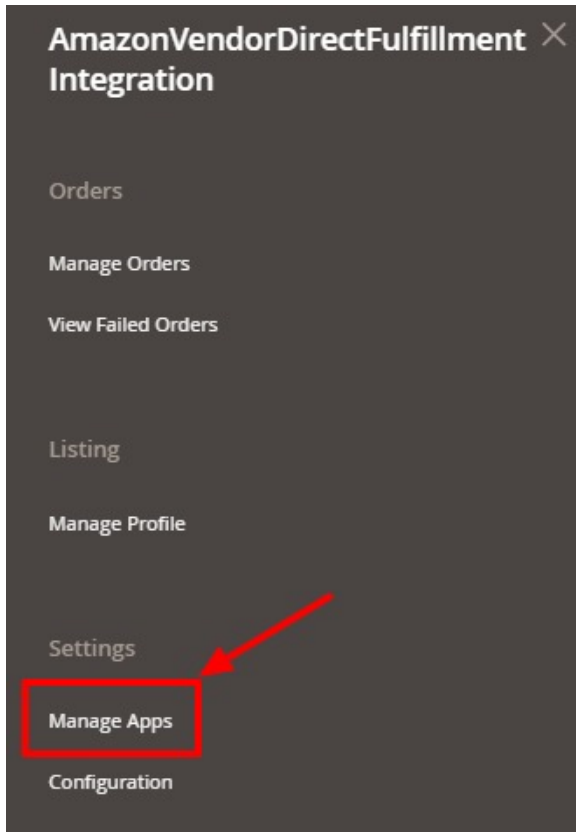 AmazonVendorDirectFulfillment
Integration
Orders
Manage Orders
View Failed Orders
Listing
Manage Profile
Settings
Manage Apps
Configuration